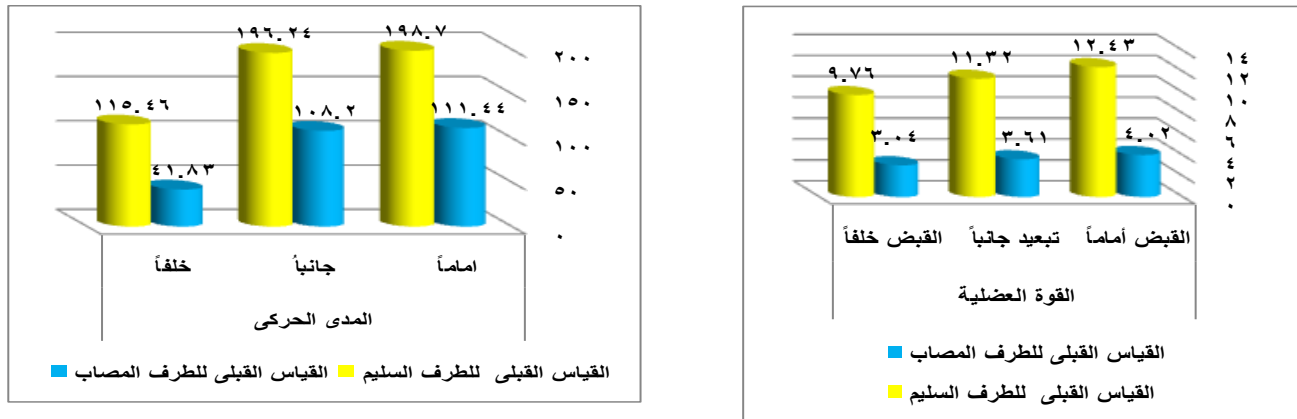 ١٩٨.٧
١٩٦.٢٤
١١٥.٤٦
١١١.٤٤
١٠٨.٢
٤١.٨٣
٢٠٠
١٥٠
١٠٠
٥٠
٠
اماماً
جانباُ
خلفاً
المدى الحركى
القياس القبلى للطرف المصاب
القياس القبلى للطرف السليم
١٢.٤٣
١١.٣٢
٩.٧٦
٤.٠٢
٣.٦١
٣.٠٤
١٤
١٢
١٠
٨
٦
٤
٢
٠
القبض أماماً
تبعيد جانباً
القبض خلفاً
القوة العضلية
القياس القبلى للطرف المصاب
القياس القبلى للطرف السليم